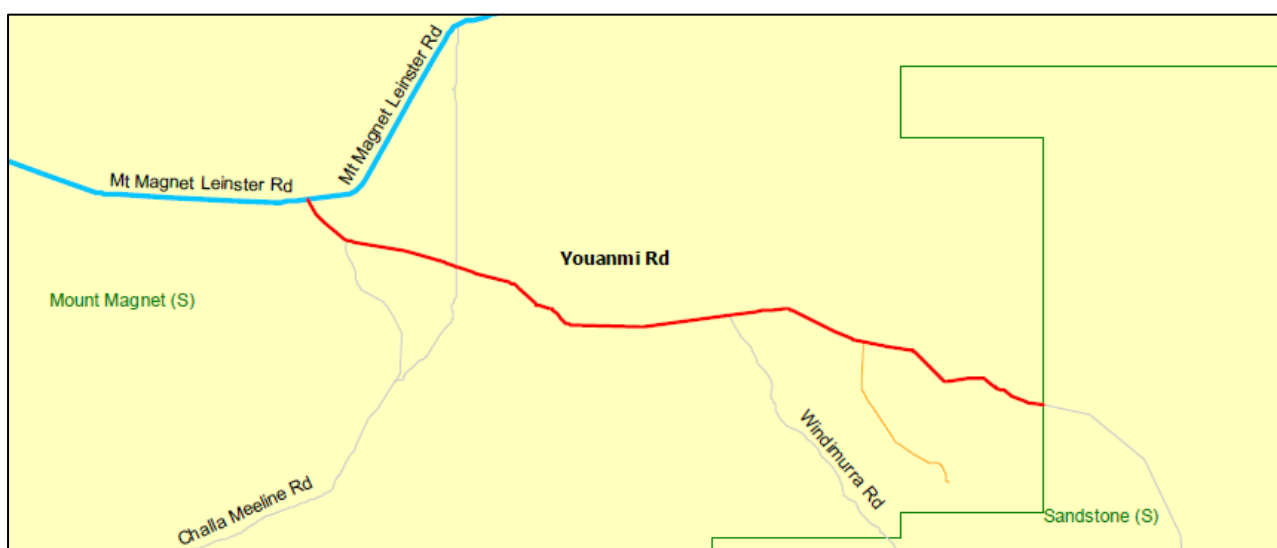 Mt Magnet Leinster Rd
Mt Magnet Leinster Rd
Youanmi Rd
Mount Magnet (S)
Windimurra Rd
Challa Meeline Rd
Sandstone (S)